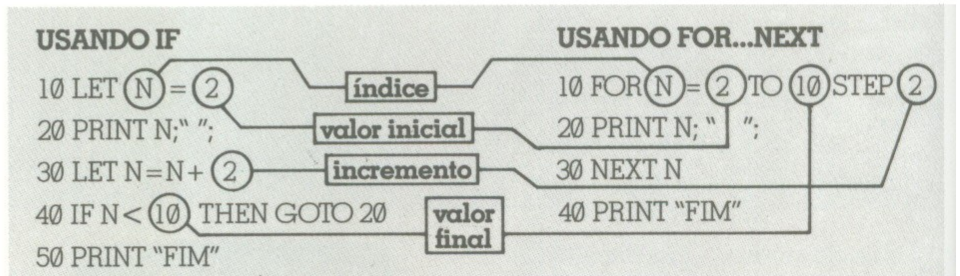 USANDO IF
10 LET N = 2
20 PRINT N;“ ”;
30 LET N=N+ 2
40 IF N< 10 THEN GOTO 20
50 PRINT “FIM”
índice
valor inicial
incremento
valor
final
USANDO FOR...NEXT
10 FOR N= 2 TO 10 STEP 2
20 PRINT N; “ ”;
30 NEXT N
40 PRINT “FIM”